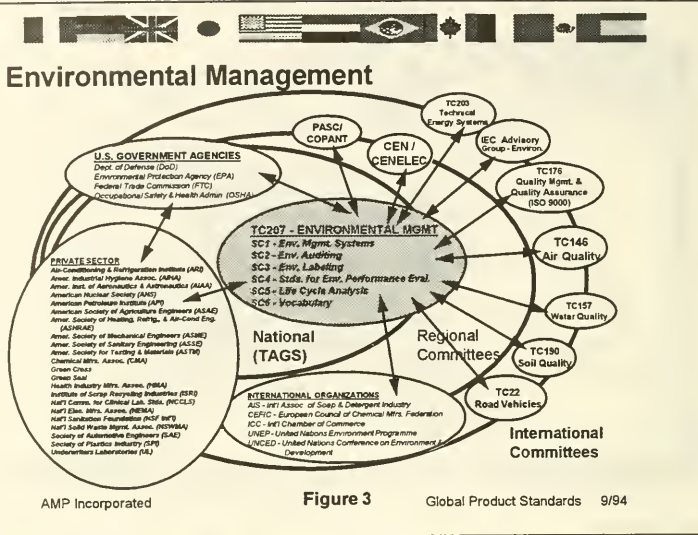 Environmental Management
TC203
Technical
Energy Systems
PASC/
COPANT
CEN /
CENELEC
IEC Advisory
Group - Environ.
U.S. GOVERNMENT AGENCIES
Dept. of Defense (DoD)
Environmental Protection Agency (EPA)
Federal Trade Commission (FTC)
Occupational Safety & Health Admin (OSHA)
TC176
Quality Mgmt. &
Quality Assurance
(ISO 9000)
TC207 - ENVIRONMENTAL MGMT
SC1 - Env. Mgmt. Systems
SC2 - Env. Auditing
SC3 - Env. Labeling
SC4 - Stds. for Env. Performance Eval.
SC5 - Life Cycle Analysis
SC6 - Vocabulary
TC146
Air Quality
PRIVATE SECTOR
Air-Conditioning & Refrigeration Institute (ARI)
Amer. Industrial Hygiene Assoc. (AIHA)
Amer. Inst. of Aeronautics & Astronautics (AIAA)
American Nuclear Society (ANS)
American Petroleum Institute (API)
American Society of Agriculture Engineers (ASAE)
Amer. Society of Heating, Refrig., & Air-Cond Eng.
(ASHRAE)
Amer. Society of Mechanical Engineers (ASME)
Amer. Society of Sanitary Engineering (ASSE)
Amer. Society for Testing & Materials (ASTM)
Chemical Mfrs. Assoc. (CMA)
Green Cross
Green Seal
Health Industry Mfrs. Assoc. (HIMA)
Institute of Scrap Recycling Industries (ISRI)
Nat'l Comm. for Clinical Lab. Stds. (NCCLS)
Nat'l Elec. Mfrs. Assoc. (NEMA)
Nat'l Sanitation Foundation (NSF Int'l)
Nat'l Solid Waste Mgmt. Assoc. (NSWMA)
Society of Automotive Engineers (SAE)
Society of Plastics Industry (SPI)
Underwriters Laboratories (UL)
TC157
Water Quality
National
(TAGS)
Regional
Committees
TC190
Soil Quality
TC22
Road Vehicles
INTERNATIONAL ORGANIZATIONS
AIS - Int'l Assoc. of Soap & Detergent Industry
CEFIC - European Council of Chemical Mfrs. Federation
ICC - Int'l Chamber of Commerce
UNEP - United Nations Environment Programme
UNCED - United Nations Conference on Environment &
Development
International
Committees
AMP Incorporated
Figure 3
Global Product Standards 9/94